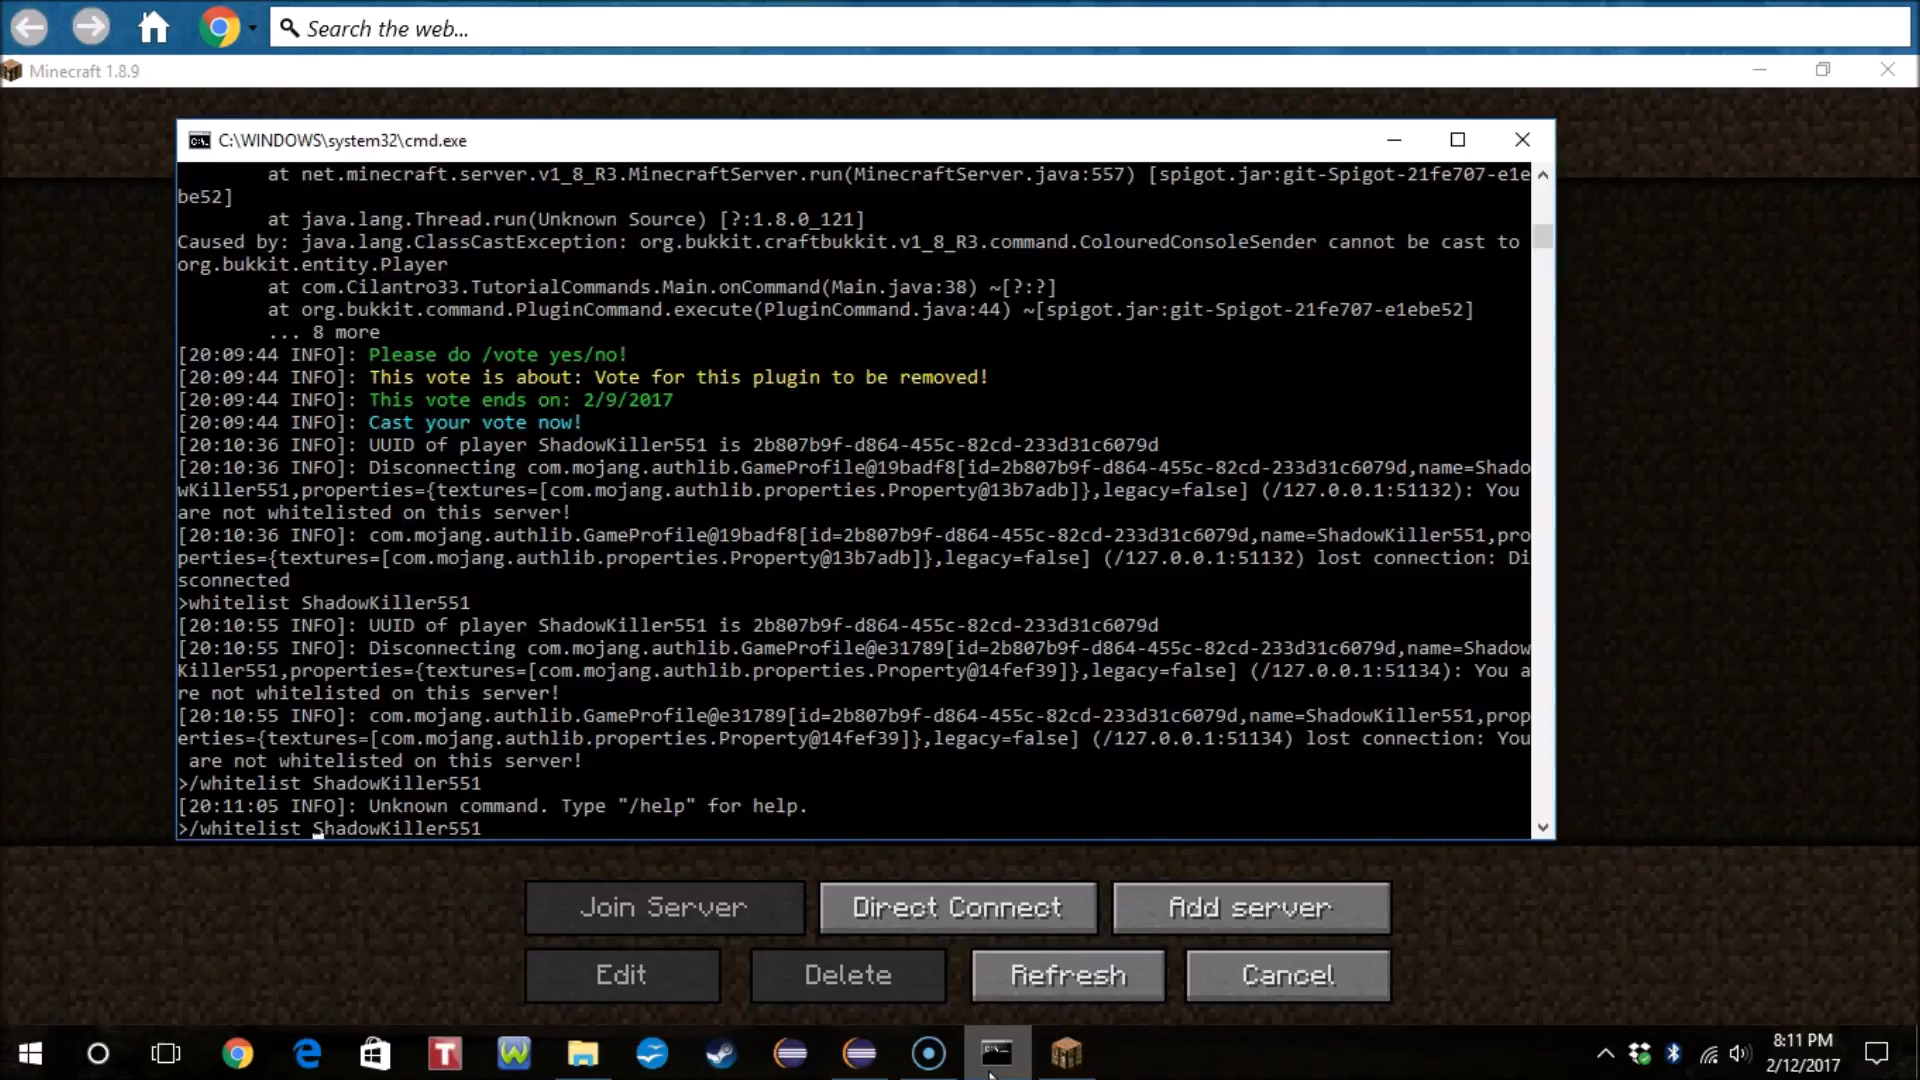 Search the web...
Minecraft 1.8.9
C:\WINDOWS\system32\cmd.exe
at net.minecraft.server.v1_8_R3.MinecraftServer.run(MinecraftServer.java:557) [spigot.jar:git-Spigot-21fe707-e1e
be52]
at java.lang.Thread.run(Unknown Source) [?:1.8.0_121]
Caused by: java.lang.ClassCastException: org.bukkit.craftbukkit.v1_8_R3.command.ColouredConsoleSender cannot be cast to
org.bukkit.entity.Player
at com.Cilantro33.TutorialCommands.Main.onCommand(Main.java:38) ~[?:?]
at org.bukkit.command.PluginCommand.execute(PluginCommand.java:44) ~[spigot.jar:git-Spigot-21fe707-e1ebe52]
... 8 more
[20:09:44 INFO]: Please do /vote yes/no!
[20:09:44 INFO]: This vote is about: Vote for this plugin to be removed!
[20:09:44 INFO]: This vote ends on: 2/9/2017
[20:09:44 INFO]: Cast your vote now!
[20:10:36 INFO]: UUID of player ShadowKiller551 is 2b807b9f-d864-455c-82cd-233d31c6079d
[20:10:36 INFO]: Disconnecting com.mojang.authlib.GameProfile@19badf8[id=2b807b9f-d864-455c-82cd-233d31c6079d,name=Shado
wKiller551,properties={textures=[com.mojang.authlib.properties.Property@13b7adb]},legacy=false] (/127.0.0.1:51132): You
are not whitelisted on this server!
[20:10:36 INFO]: com.mojang.authlib.GameProfile@19badf8[id=2b807b9f-d864-455c-82cd-233d31c6079d,name=ShadowKiller551,pro
perties={textures=[com.mojang.authlib.properties.Property@13b7adb]},legacy=false] (/127.0.0.1:51132) lost connection: Di
sconnected
>whitelist ShadowKiller551
[20:10:55 INFO]: UUID of player ShadowKiller551 is 2b807b9f-d864-455c-82cd-233d31c6079d
[20:10:55 INFO]: Disconnecting com.mojang.authlib.GameProfile@e31789[id=2b807b9f-d864-455c-82cd-233d31c6079d,name=Shadow
Killer551,properties={textures=[com.mojang.authlib.properties.Property@14fef39]},legacy=false] (/127.0.0.1:51134): You a
re not whitelisted on this server!
[20:10:55 INFO]: com.mojang.authlib.GameProfile@e31789[id=2b807b9f-d864-455c-82cd-233d31c6079d,name=ShadowKiller551,prop
erties={textures=[com.mojang.authlib.properties.Property@14fef39]},legacy=false] (/127.0.0.1:51134) lost connection: You
are not whitelisted on this server!
>/whitelist ShadowKiller551
[20:11:05 INFO]: Unknown command. Type "/help" for help.
>/whitelist ShadowKiller551
Join Server
Direct Connect
Add server
Edit
Delete
Refresh
Cancel
8:11 PM
2/12/2017